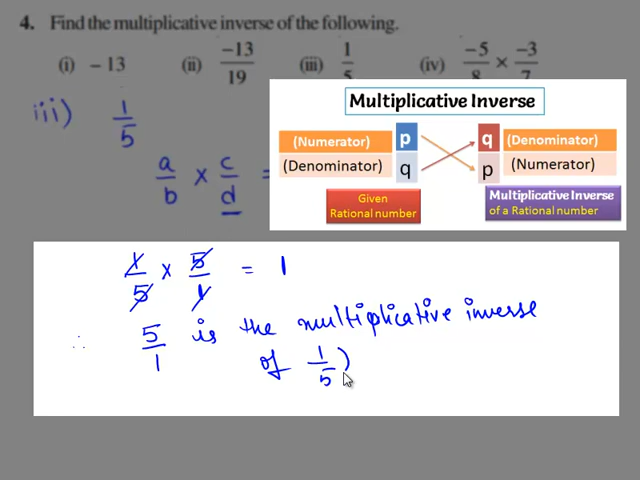 4. Find the multiplicative inverse of the following.
(i) – 13 (ii) −13/19 (iii) 1/5 (iv) −5/8 × −3/7
iii) 1/5
a/b × c/d =
Multiplicative Inverse
(Numerator) p q (Denominator)
(Denominator) q p (Numerator)
Given
Rational number
Multiplicative Inverse
of a Rational number
1/5 × 5/1 = 1
∴ 5/1 is the multiplicative inverse
of 1/5)